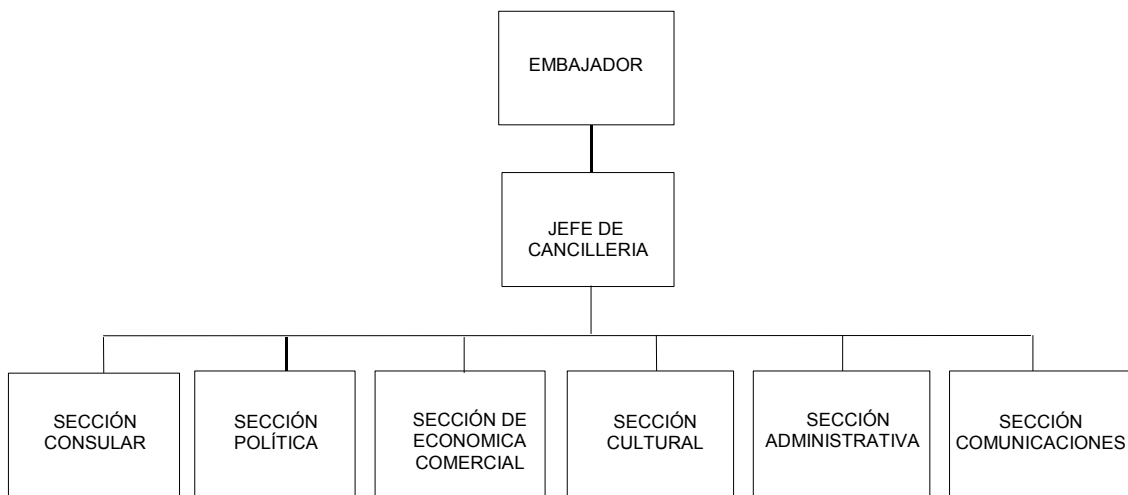 EMBAJADOR
JEFE DE
CANCILLERIA
SECCIÓN
CONSULAR
SECCIÓN
POLÍTICA
SECCIÓN DE
ECONOMICA
COMERCIAL
SECCIÓN
CULTURAL
SECCIÓN
ADMINISTRATIVA
SECCIÓN
COMUNICACIONES